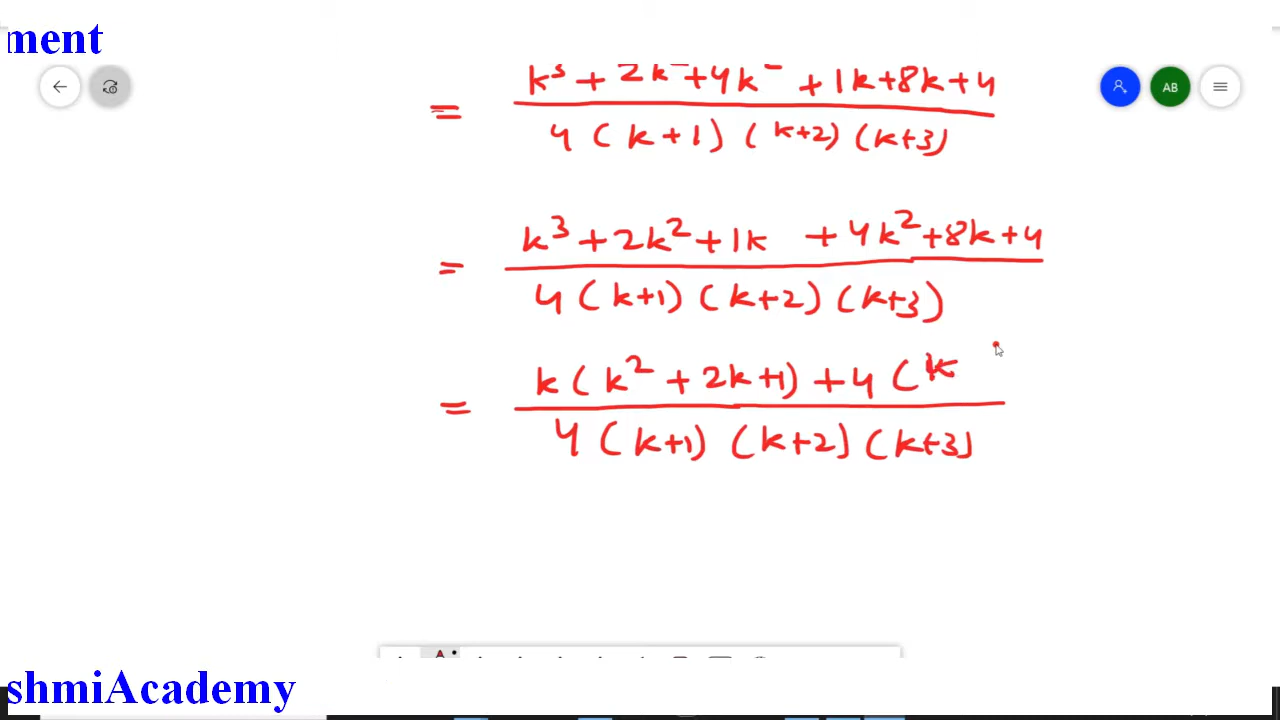 ment
k³ + 2k² + 4k² + 1k + 8k + 4
= 4 (k+1) (k+2) (k+3)
AB
k³ + 2k² + 1k + 4k² + 8k + 4
= 4 (k+1) (k+2) (k+3)
k (k² + 2k + 1) + 4 (k
= 4 (k+1) (k+2) (k+3)
shmiAcademy